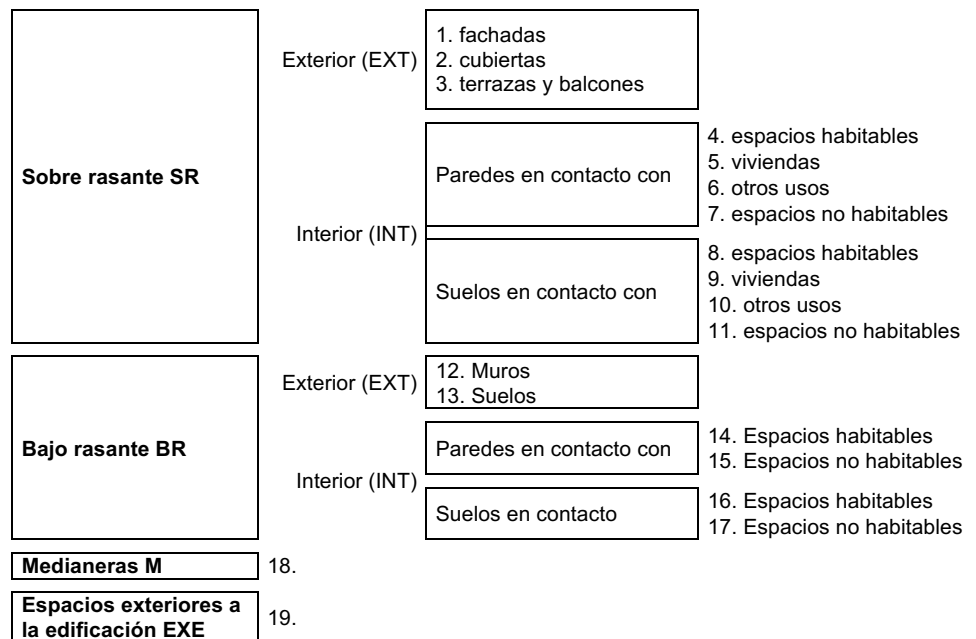 Sobre rasante SR
Exterior (EXT)
1. fachadas
2. cubiertas
3. terrazas y balcones
Interior (INT)
Paredes en contacto con
4. espacios habitables
5. viviendas
6. otros usos
7. espacios no habitables
Suelos en contacto con
8. espacios habitables
9. viviendas
10. otros usos
11. espacios no habitables
Bajo rasante BR
Exterior (EXT)
12. Muros
13. Suelos
Interior (INT)
Paredes en contacto con
14. Espacios habitables
15. Espacios no habitables
Suelos en contacto
16. Espacios habitables
17. Espacios no habitables
Medianeras M
18.
Espacios exteriores a
la edificación EXE
19.